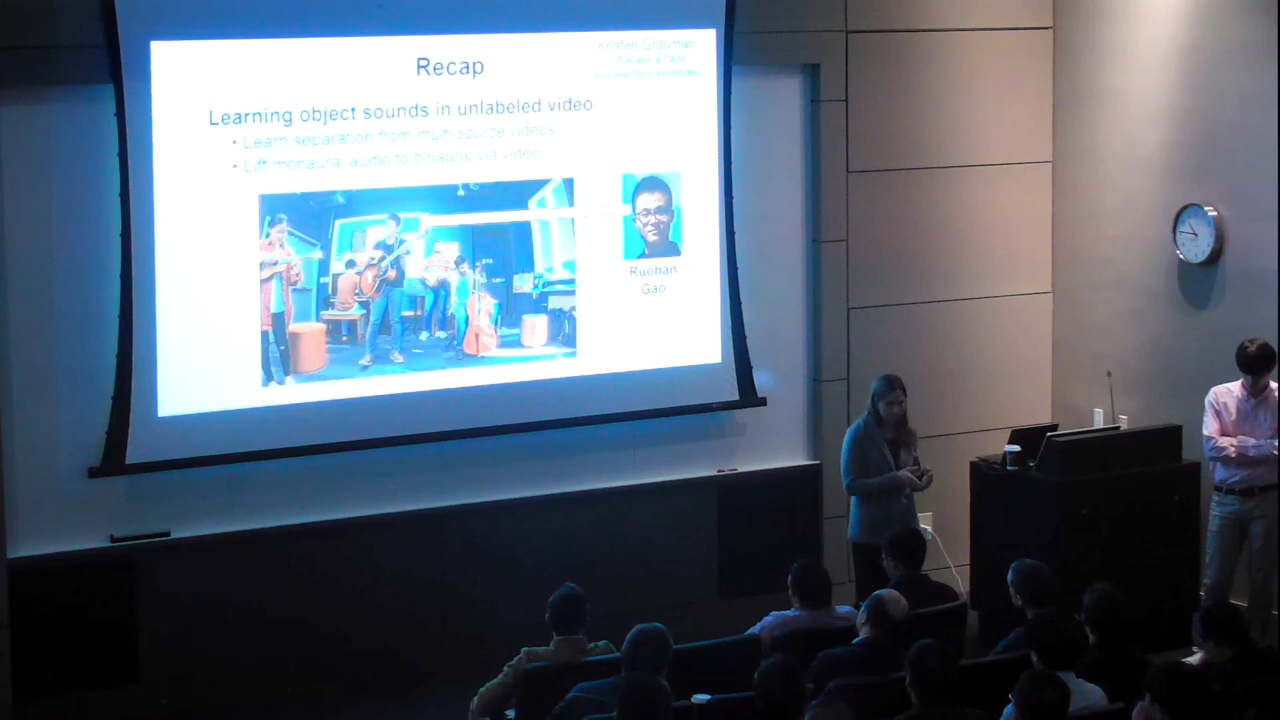 Kristen Grauman
Recap
Learning object sounds in unlabeled video
• Learn separation from multi-source videos
• Lift monaural audio to binaural via video
Ruohan
Gao